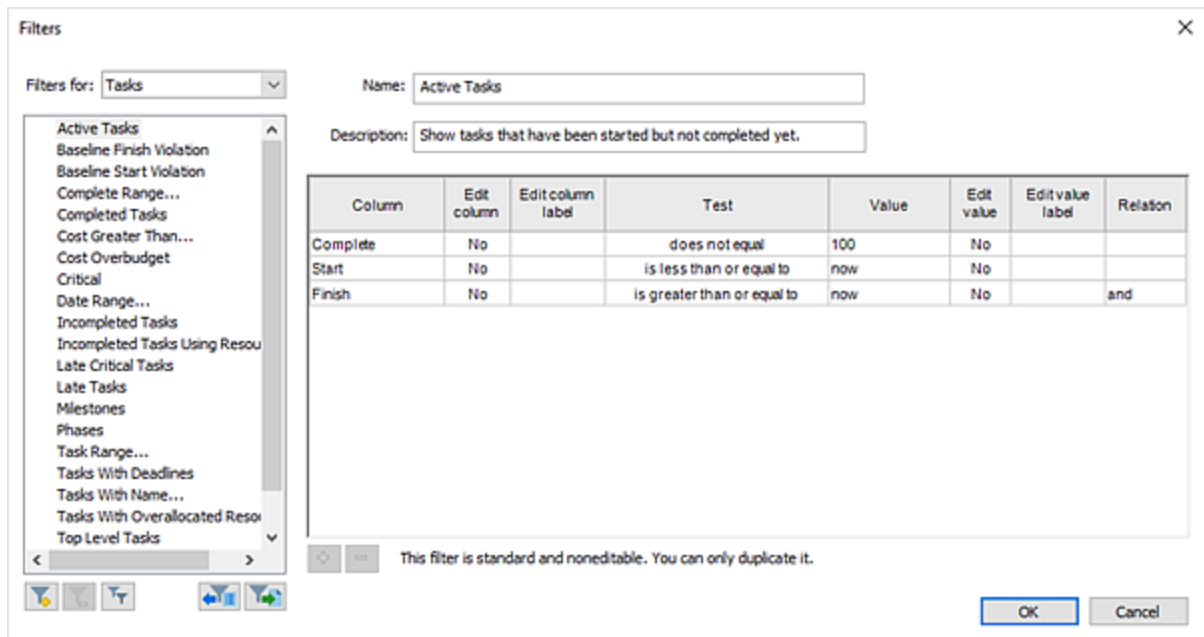 Filters
Filters for: Tasks
Name: Active Tasks
Description: Show tasks that have been started but not completed yet.
Active Tasks
Baseline Finish Violation
Baseline Start Violation
Complete Range...
Completed Tasks
Cost Greater Than...
Cost Overbudget
Critical
Date Range...
Incompleted Tasks
Incompleted Tasks Using Resou
Late Critical Tasks
Late Tasks
Milestones
Phases
Task Range...
Tasks With Deadlines
Tasks With Name...
Tasks With Overallocated Resou
Top Level Tasks
Column Edit column Edit column label Test Value Edit value Edit value label Relation
Complete No does not equal 100 No
Start No is less than or equal to now No
Finish No is greater than or equal to now No and
This filter is standard and noneditable. You can only duplicate it.
OK Cancel